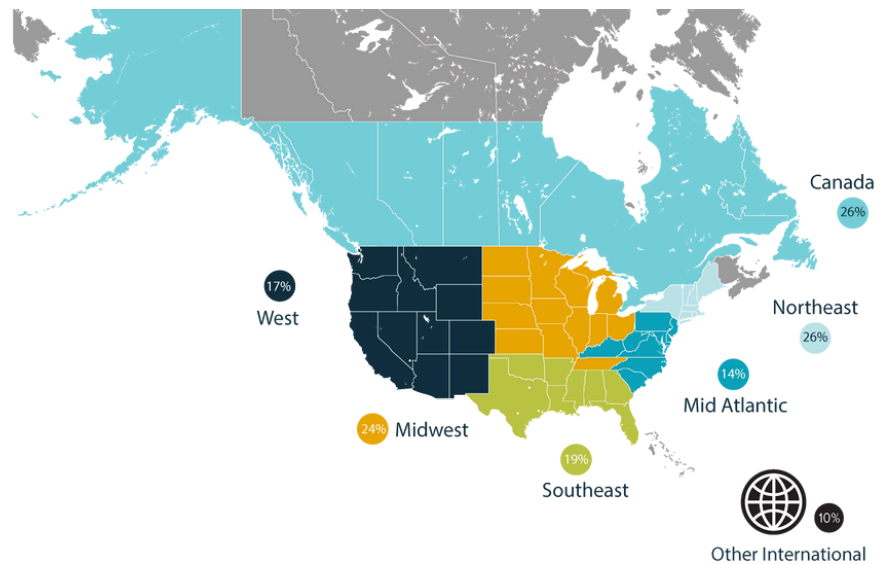 Canada
26%
17%
West
Northeast
26%
14%
Mid Atlantic
24% Midwest
19%
Southeast
10%
Other International